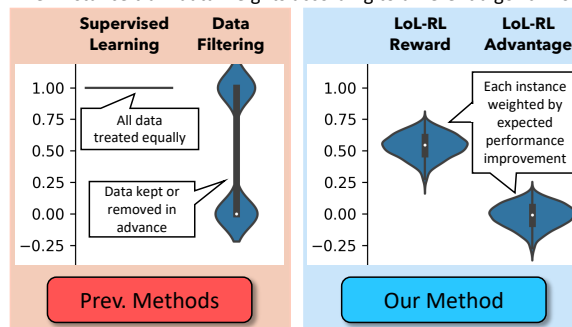 Supervised Learning
Data Filtering
1.00
0.75
0.50
0.25
0.00
−0.25
All data
treated equally
Data kept or
removed in
advance
Prev. Methods
LoL-RL Reward
LoL-RL Advantage
1.00
0.75
0.50
0.25
0.00
−0.25
Each instance
weighted by
expected
performance
improvement
Our Method